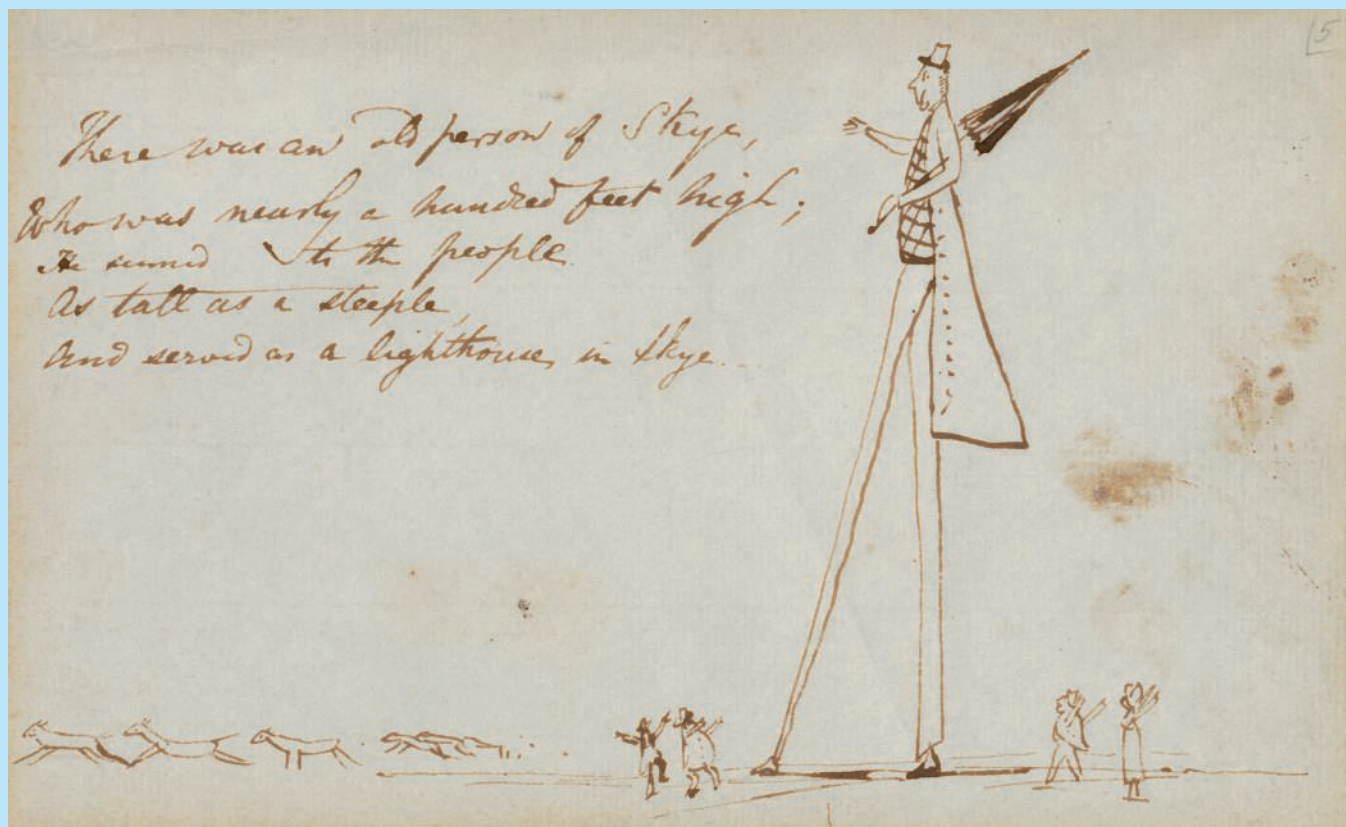 5
There was an old person of Skye,
Who was nearly a hundred feet high;
He seemed to the people
As tall as a steeple,
And served as a lighthouse in Skye.